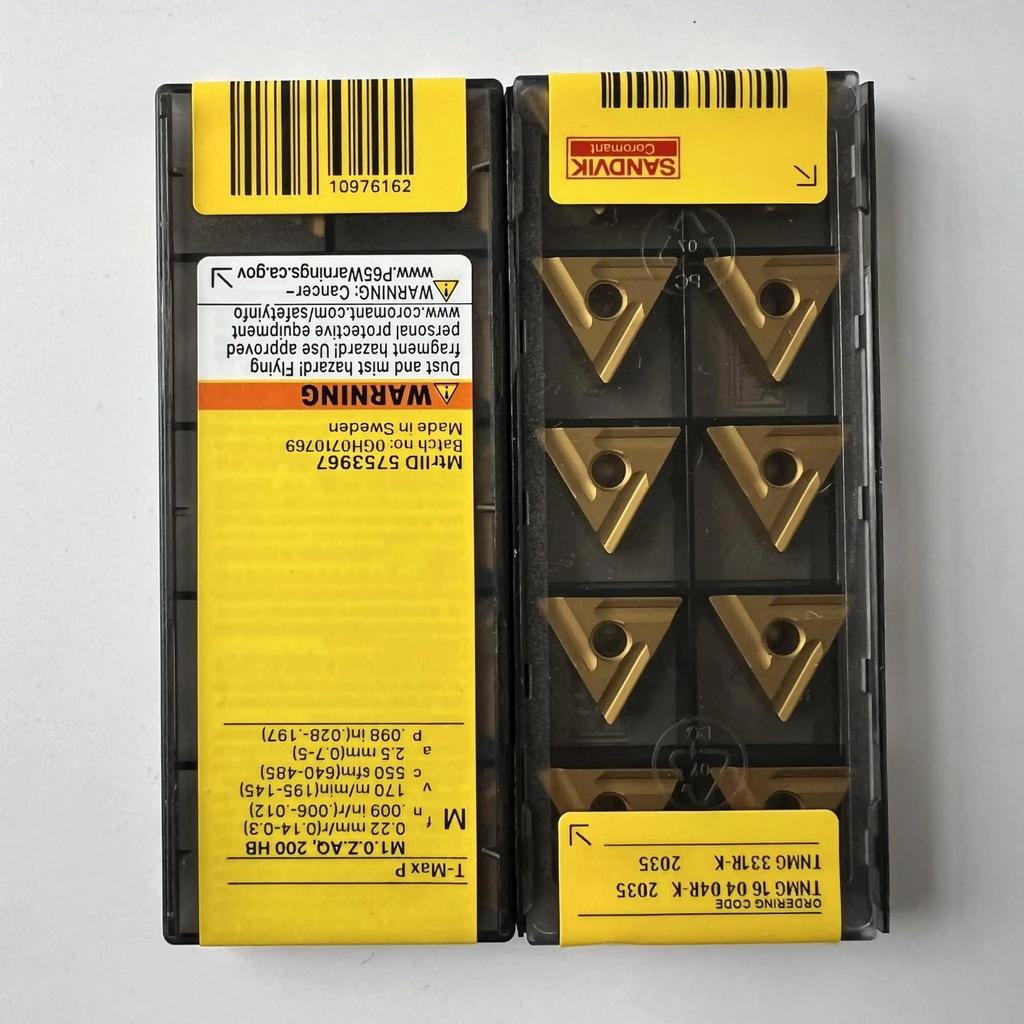 10976162
T-Max P
M1.0.Z.AQ, 200 HB
M
f n 0.22 mm/r(0.14-0.3)
.009 in/r(.006-.012)
v c 170 m/min(195-145)
550 sfm(640-485)
a p 2.5 mm(0.7-5)
.098 in(.028-.197)
MtrlID 5753967
Batch no: 0GH0710769
Made in Sweden
WARNING
Dust and mist hazard! Flying
fragment hazard! Use approved
personal protective equipment
www.coromant.com/safetyinfo
WARNING: Cancer–
www.P65Warnings.ca.gov
ORDERING CODE
TNMG 16 04 04R-K 2035
TNMG 331R-K 2035
SANDVIK
Coromant
07
PC
07